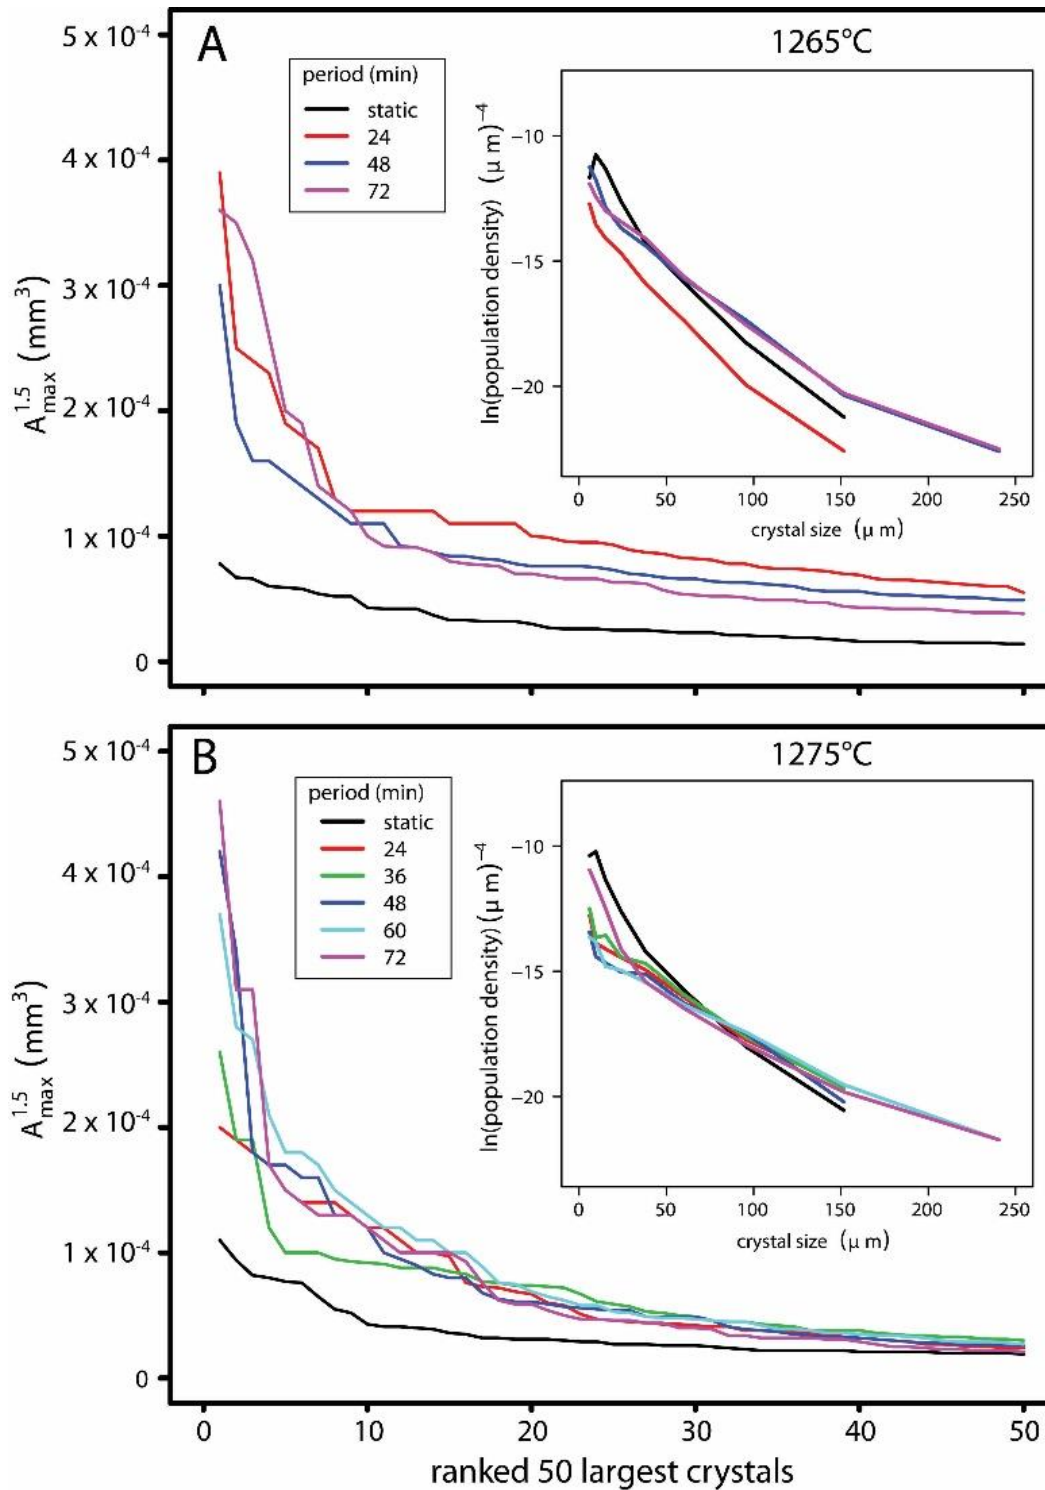 A
1265°C
5 x 10⁻⁴
4 x 10⁻⁴
3 x 10⁻⁴
2 x 10⁻⁴
1 x 10⁻⁴
0
A¹·⁵max (mm³)
period (min)
static
24
48
72
ln(population density) (μ m)⁻⁴
−10
−15
−20
0 50 100 150 200 250
crystal size (μ m)
B
1275°C
5 x 10⁻⁴
4 x 10⁻⁴
3 x 10⁻⁴
2 x 10⁻⁴
1 x 10⁻⁴
0
A¹·⁵max (mm³)
period (min)
static
24
36
48
60
72
ln(population density) (μ m)⁻⁴
−10
−15
−20
0 50 100 150 200 250
crystal size (μ m)
0 10 20 30 40 50
ranked 50 largest crystals